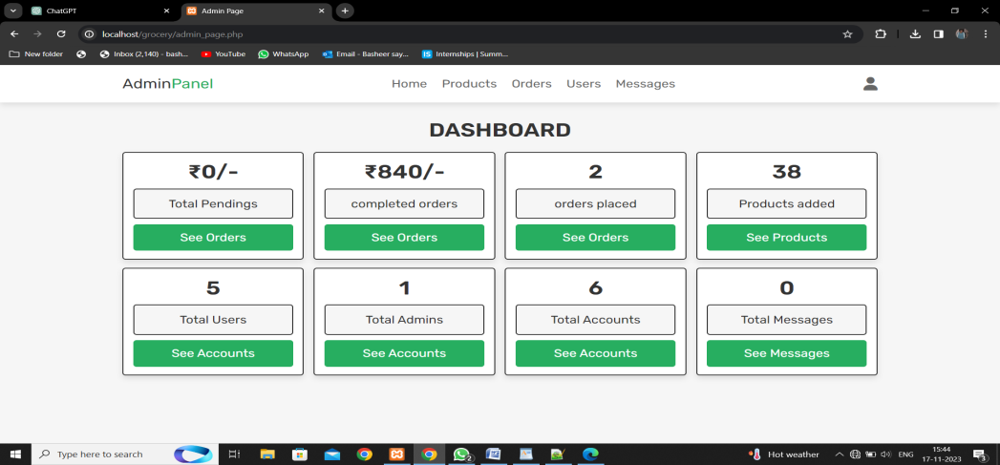 ChatGPT
Admin Page
localhost/grocery/admin_page.php
New folder
Inbox (2,140) - bash...
YouTube
WhatsApp
Email - Basheer say...
IS Internships | Summ...
AdminPanel
Home Products Orders Users Messages
DASHBOARD
₹0/- ₹840/- 2 38
Total Pendings completed orders orders placed Products added
See Orders See Orders See Orders See Products
5 1 6 0
Total Users Total Admins Total Accounts Total Messages
See Accounts See Accounts See Accounts See Messages
Type here to search
2
Hot weather
ENG
15:44
17-11-2023
3